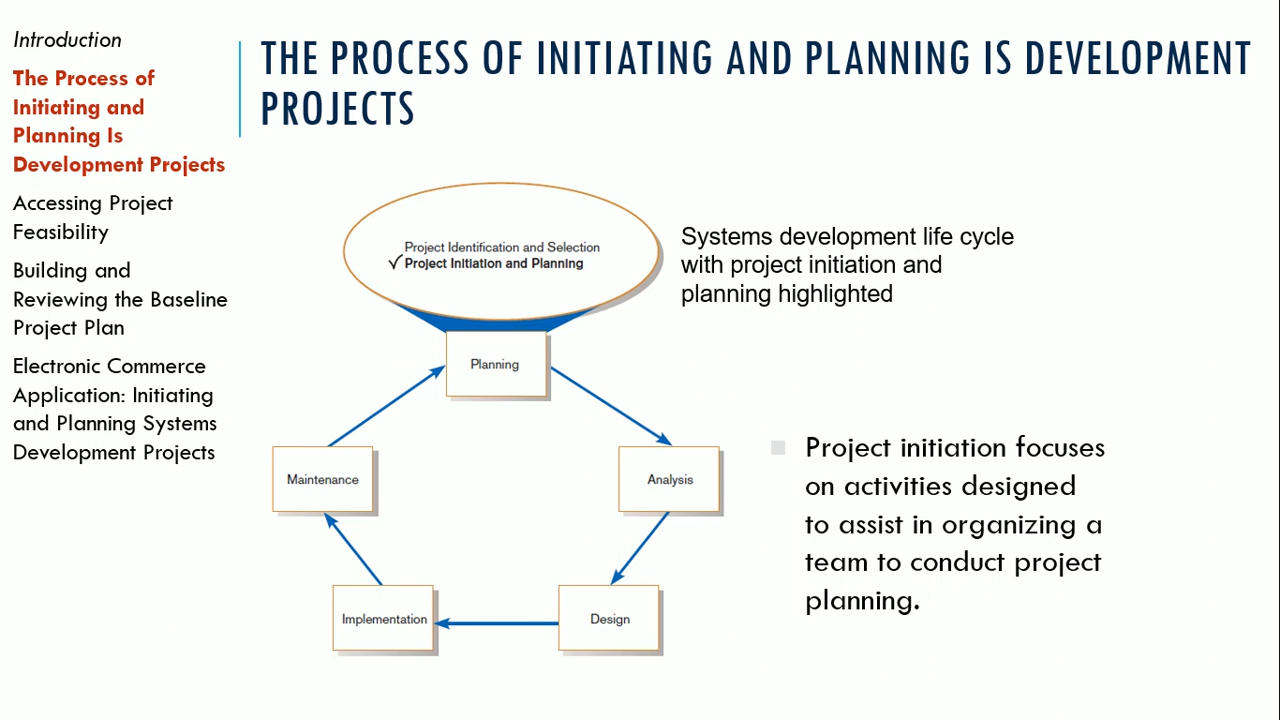 Introduction
The Process of
Initiating and
Planning Is
Development Projects
Accessing Project
Feasibility
Building and
Reviewing the Baseline
Project Plan
Electronic Commerce
Application: Initiating
and Planning Systems
Development Projects
THE PROCESS OF INITIATING AND PLANNING IS DEVELOPMENT
PROJECTS
Project Identification and Selection
✓Project Initiation and Planning
Systems development life cycle
with project initiation and
planning highlighted
Planning
Maintenance
Analysis
Implementation
Design
Project initiation focuses
on activities designed
to assist in organizing a
team to conduct project
planning.